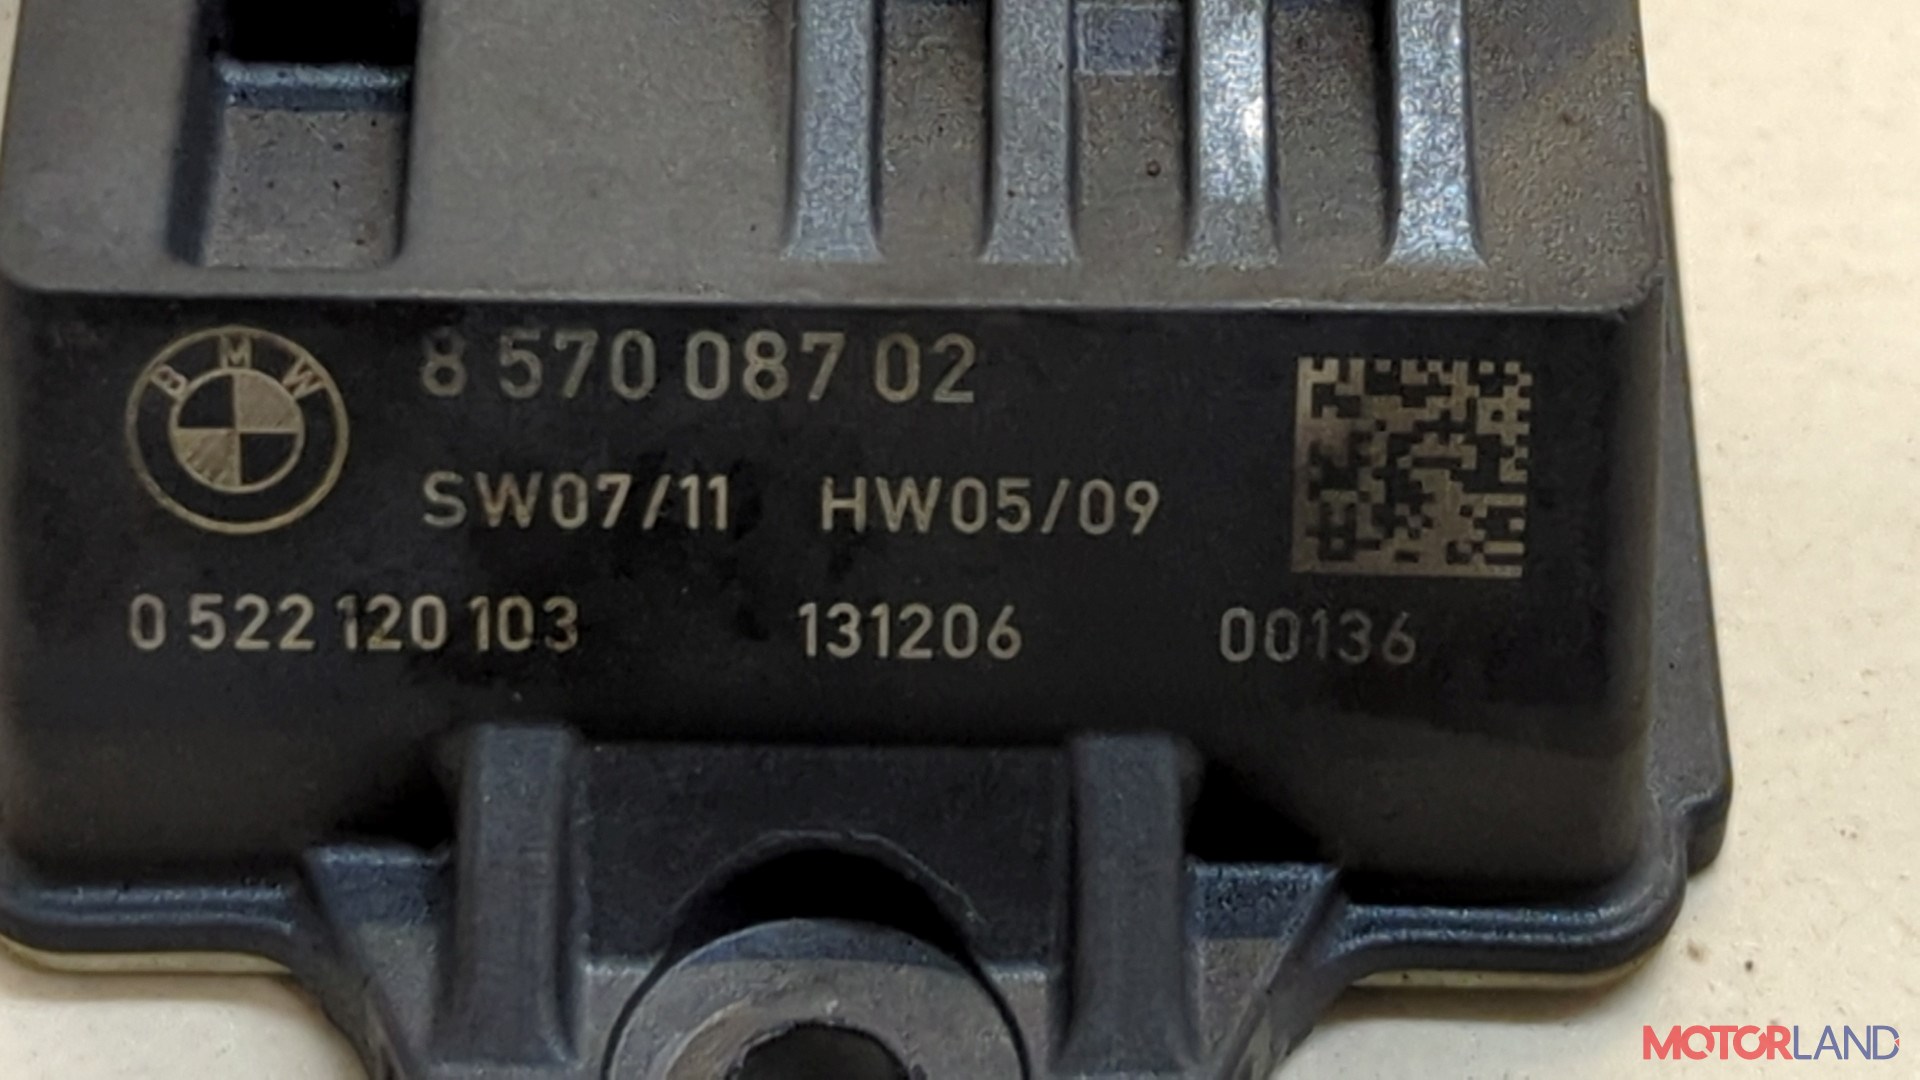 BMW
8 570 087 02
SW07/11 HW05/09
0 522 120 103 131206 00136
MOTORLAND